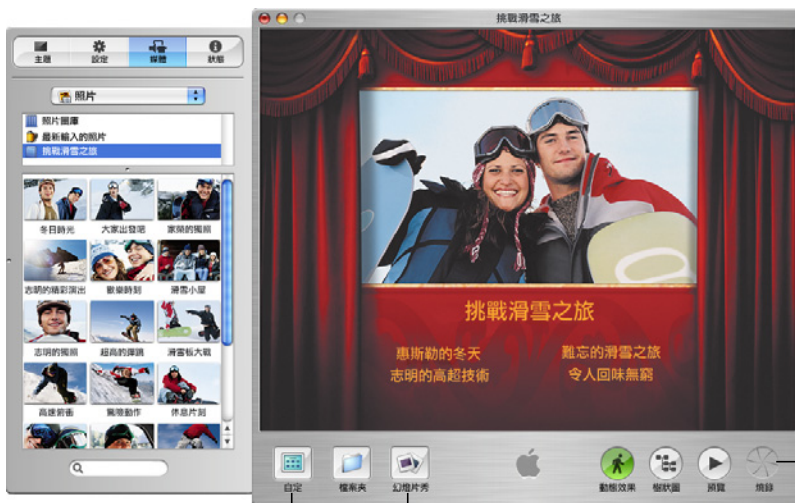 主題 設定 媒體 狀態
照片
照片圖庫
最新輸入的照片
挑戰滑雪之旅
冬日時光 大家出發吧 家榮的獨照
志明的精彩演出 歡樂時刻 滑雪小屋
志明的獨照 超高的彈跳 滑雪板大戰
高速俯衝 驚險動作 休息片刻
挑戰滑雪之旅
挑戰滑雪之旅
惠斯勒的冬天 難忘的滑雪之旅
志明的高超技術 令人回味無窮
自定 檔案夾 幻燈片秀 動態效果 樹狀圖 預覽 燒錄